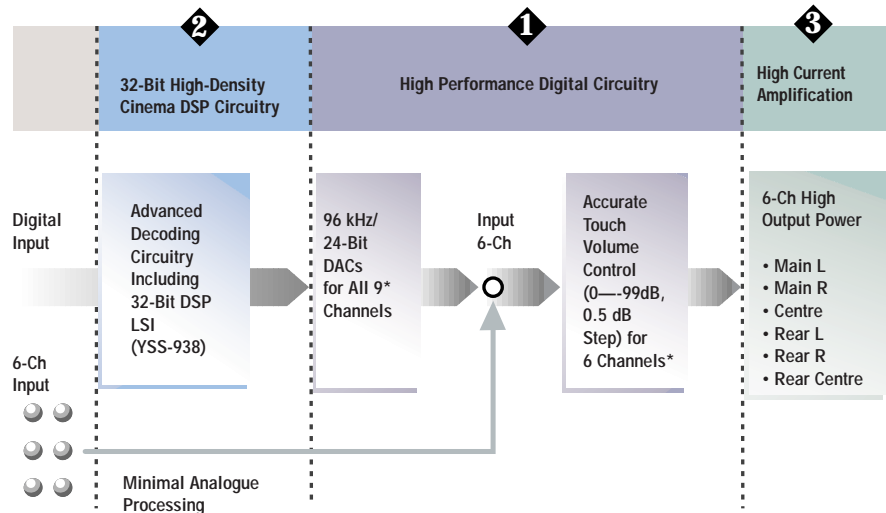 2
1
3
32-Bit High-Density
Cinema DSP Circuitry
High Performance Digital Circuitry
High Current
Amplification
Digital
Input
Advanced
Decoding
Circuitry
Including
32-Bit DSP
LSI
(YSS-938)
96 kHz/
24-Bit
DACs
for All 9*
Channels
Input
6-Ch
Accurate
Touch
Volume
Control
(0—-99dB,
0.5 dB
Step) for
6 Channels*
6-Ch High
Output Power
• Main L
• Main R
• Centre
• Rear L
• Rear R
• Rear Centre
6-Ch
Input
Minimal Analogue
Processing